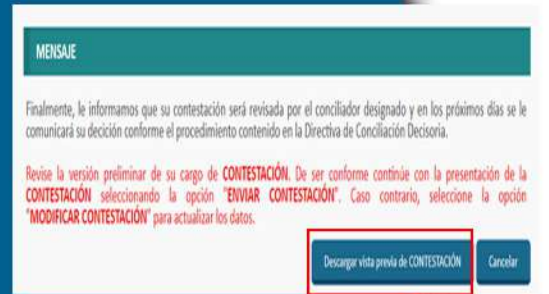 MENSAJE
Finalmente, le informamos que su contestación será revisada por el conciliador designado y en los próximos días se le
comunicará su decisión conforme el procedimiento contenido en la Directiva de Conciliación Decisoria.
Revise la versión preliminar de su cargo de CONTESTACIÓN. De ser conforme continúe con la presentación de la
CONTESTACIÓN seleccionando la opción "ENVIAR CONTESTACIÓN". Caso contrario, seleccione la opción
"MODIFICAR CONTESTACIÓN" para actualizar los datos.
Descargar vista previa de CONTESTACIÓN Cancelar